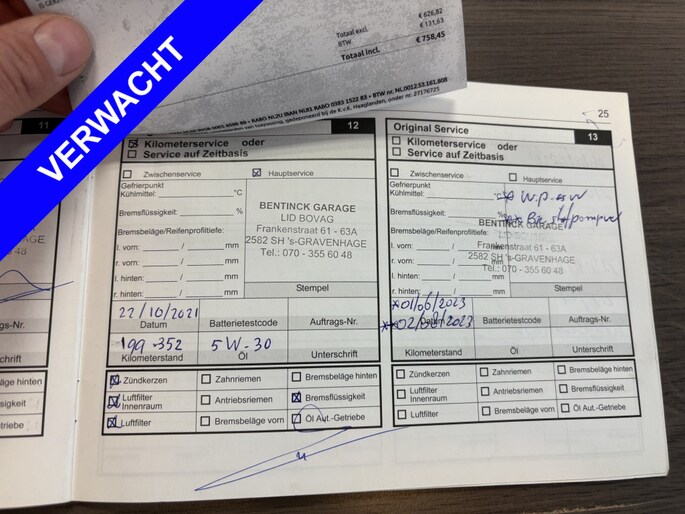 VERWACHT
Totaal excl. € 626,82
BTW € 131,63
Totaal incl. € 758,45
25
11
12
Kilometerservice oder
Service auf Zeitbasis
Zwischenservice Hauptservice
Gefrierpunkt
Kühlmittel: °C
Bremsflüssigkeit: %
Bremsbeläge/Reifenprofiltiefe:
l. vorn: / mm
r. vorn: / mm
l. hinten: / mm
r. hinten: / mm
BENTINCK GARAGE
LID BOVAG
Frankenstraat 61 - 63A
2582 SH 's-GRAVENHAGE
Tel.: 070 - 355 60 48
Stempel
22/10/2021
Datum Batterietestcode Auftrags-Nr.
199-352 5W-30
Kilometerstand Öl Unterschrift
Zündkerzen Zahnriemen Bremsbeläge hinten
Luftfilter Innenraum Antriebsriemen Bremsflüssigkeit
Luftfilter Bremsbeläge vorn Öl Aut.-Getriebe
Original Service
13
Kilometerservice oder
Service auf Zeitbasis
Zwischenservice Hauptservice
Gefrierpunkt
Kühlmittel: °C
Bremsflüssigkeit: %
Bremsbeläge/Reifenprofiltiefe:
l. vorn: / mm
r. vorn: / mm
l. hinten: / mm
r. hinten: / mm
BENTINCK GARAGE
Frankenstraat 61 - 63A
2582 SH 's-GRAVENHAGE
Tel.: 070 - 355 60 48
Stempel
*01/06/2023
Datum Batterietestcode Auftrags-Nr.
Kilometerstand Öl Unterschrift
Zündkerzen Zahnriemen Bremsbeläge hinten
Luftfilter Innenraum Antriebsriemen Bremsflüssigkeit
Luftfilter Bremsbeläge vorn Öl Aut.-Getriebe